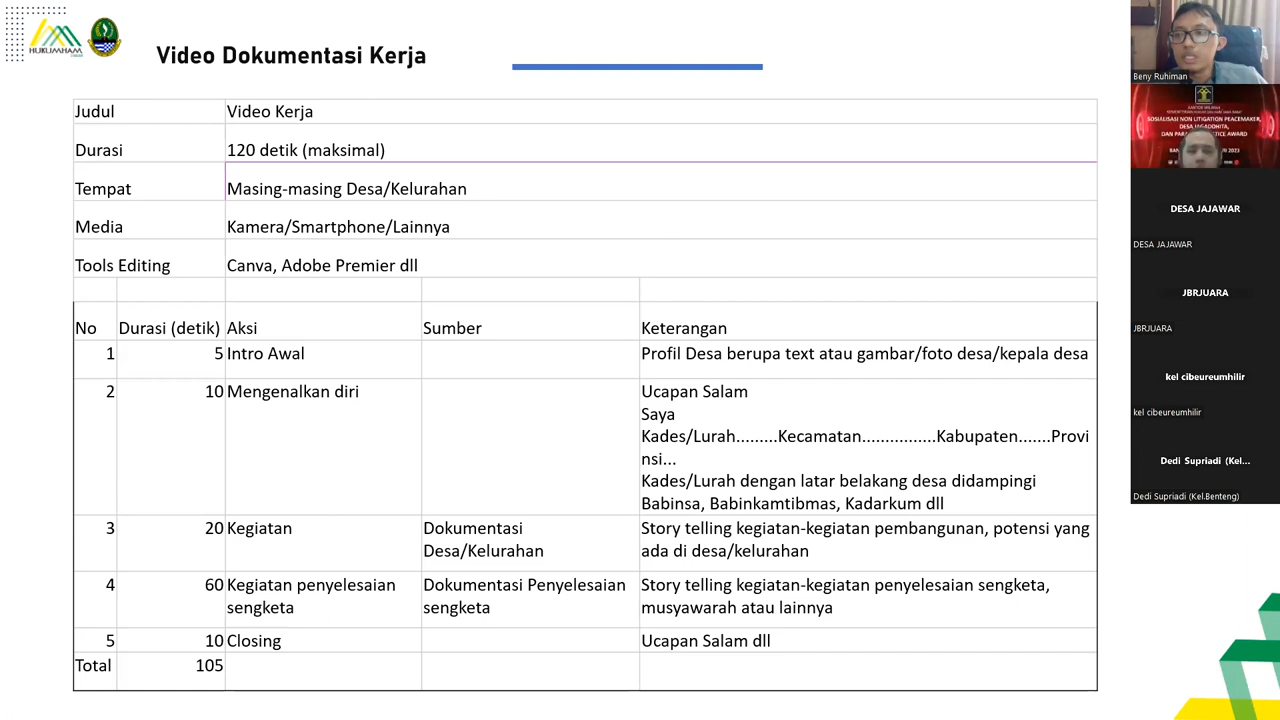 HUKUMHAM
Video Dokumentasi Kerja
Judul Video Kerja
Durasi 120 detik (maksimal)
Tempat Masing-masing Desa/Kelurahan
Media Kamera/Smartphone/Lainnya
Tools Editing Canva, Adobe Premier dll
No Durasi (detik) Aksi Sumber Keterangan
1 5 Intro Awal Profil Desa berupa text atau gambar/foto desa/kepala desa
2 10 Mengenalkan diri Ucapan Salam
Saya
Kades/Lurah.........Kecamatan................Kabupaten.......Provi
nsi...
Kades/Lurah dengan latar belakang desa didampingi
Babinsa, Babinkamtibmas, Kadarkum dll
3 20 Kegiatan Dokumentasi Story telling kegiatan-kegiatan pembangunan, potensi yang
Desa/Kelurahan ada di desa/kelurahan
4 60 Kegiatan penyelesaian Dokumentasi Penyelesaian Story telling kegiatan-kegiatan penyelesaian sengketa,
sengketa sengketa musyawarah atau lainnya
5 10 Closing Ucapan Salam dll
Total 105
Beny Ruhiman
SOSIALISASI NON LITIGATION PEACEMAKER,
DESA JAGADDHITA,
DESA JAJAWAR
DESA JAJAWAR
JBRJUARA
JBRJUARA
kel cibeureumhilir
kel cibeureumhilir
Dedi Supriadi (Kel...
Dedi Supriadi (Kel.Benteng)